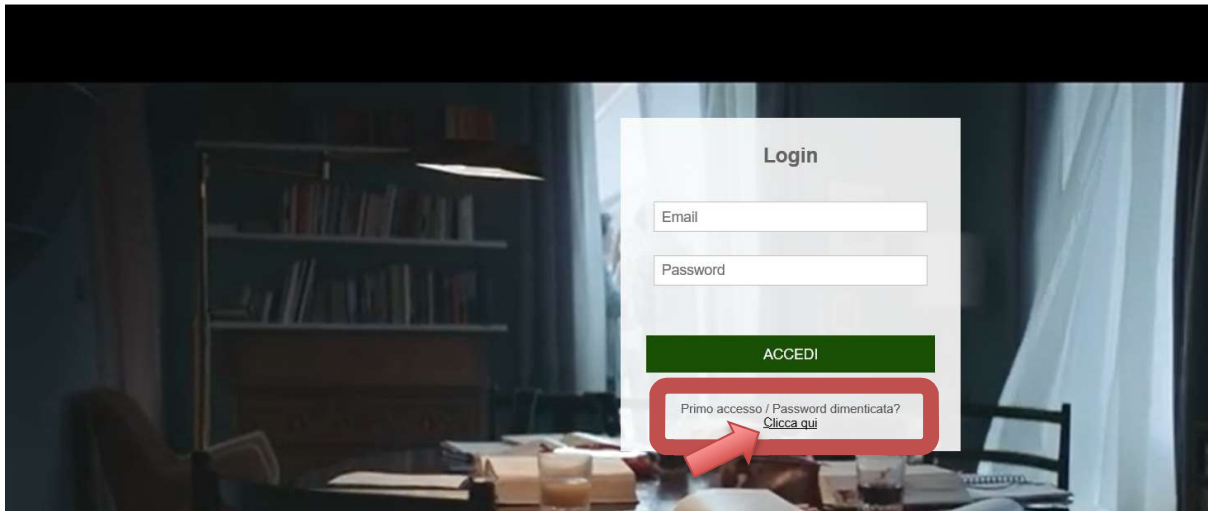 Login
Email
Password
ACCEDI
Primo accesso / Password dimenticata?
Clicca qui